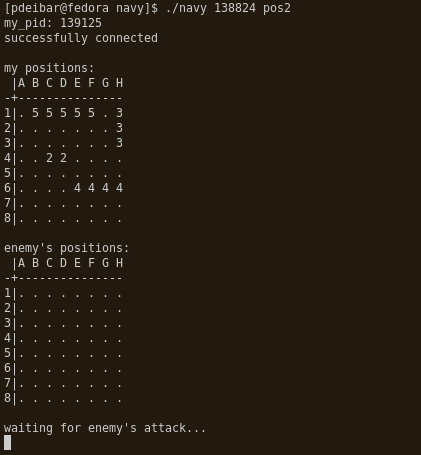 [pdeibar@fedora navy]$ ./navy 138824 pos2
my_pid: 139125
successfully connected

my positions:
 |A B C D E F G H
-+---------------
1|. 5 5 5 5 5 . 3
2|. . . . . . . 3
3|. . . . . . . 3
4|. . 2 2 . . . .
5|. . . . . . . .
6|. . . . 4 4 4 4
7|. . . . . . . .
8|. . . . . . . .

enemy's positions:
 |A B C D E F G H
-+---------------
1|. . . . . . . .
2|. . . . . . . .
3|. . . . . . . .
4|. . . . . . . .
5|. . . . . . . .
6|. . . . . . . .
7|. . . . . . . .
8|. . . . . . . .

waiting for enemy's attack...